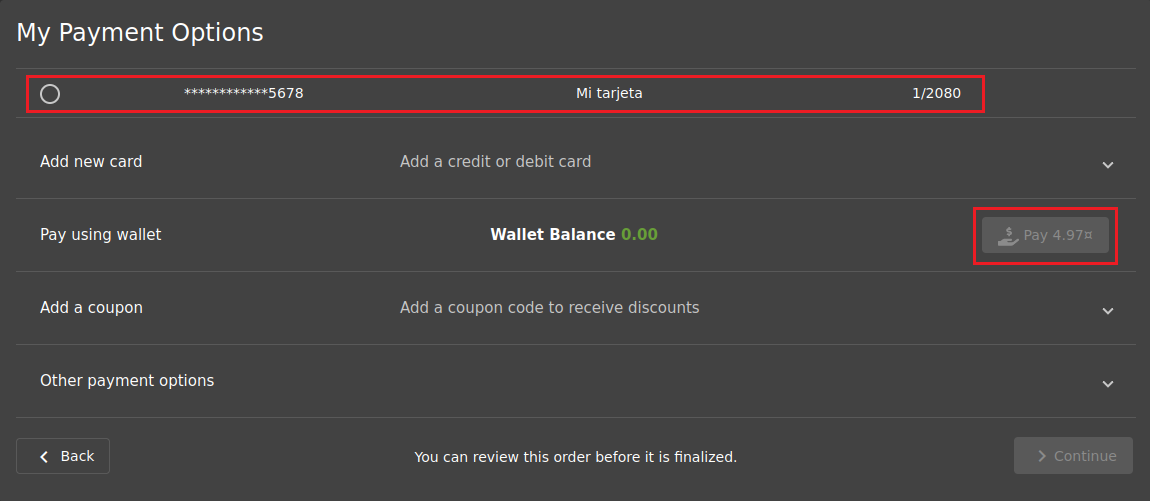 My Payment Options
************5678 Mi tarjeta 1/2080
Add new card Add a credit or debit card
Pay using wallet Wallet Balance 0.00 Pay 4.97¤
Add a coupon Add a coupon code to receive discounts
Other payment options
Back You can review this order before it is finalized. Continue